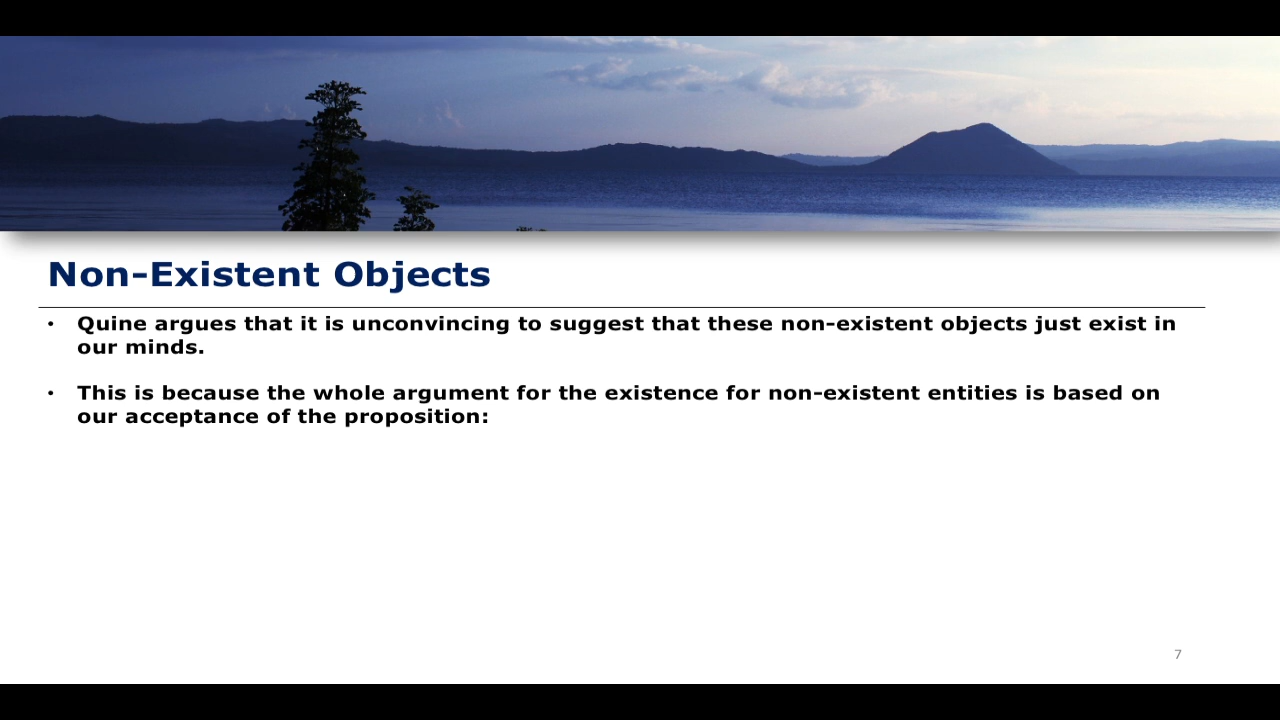 Non-Existent Objects
• Quine argues that it is unconvincing to suggest that these non-existent objects just exist in
our minds.
• This is because the whole argument for the existence for non-existent entities is based on
our acceptance of the proposition:
7